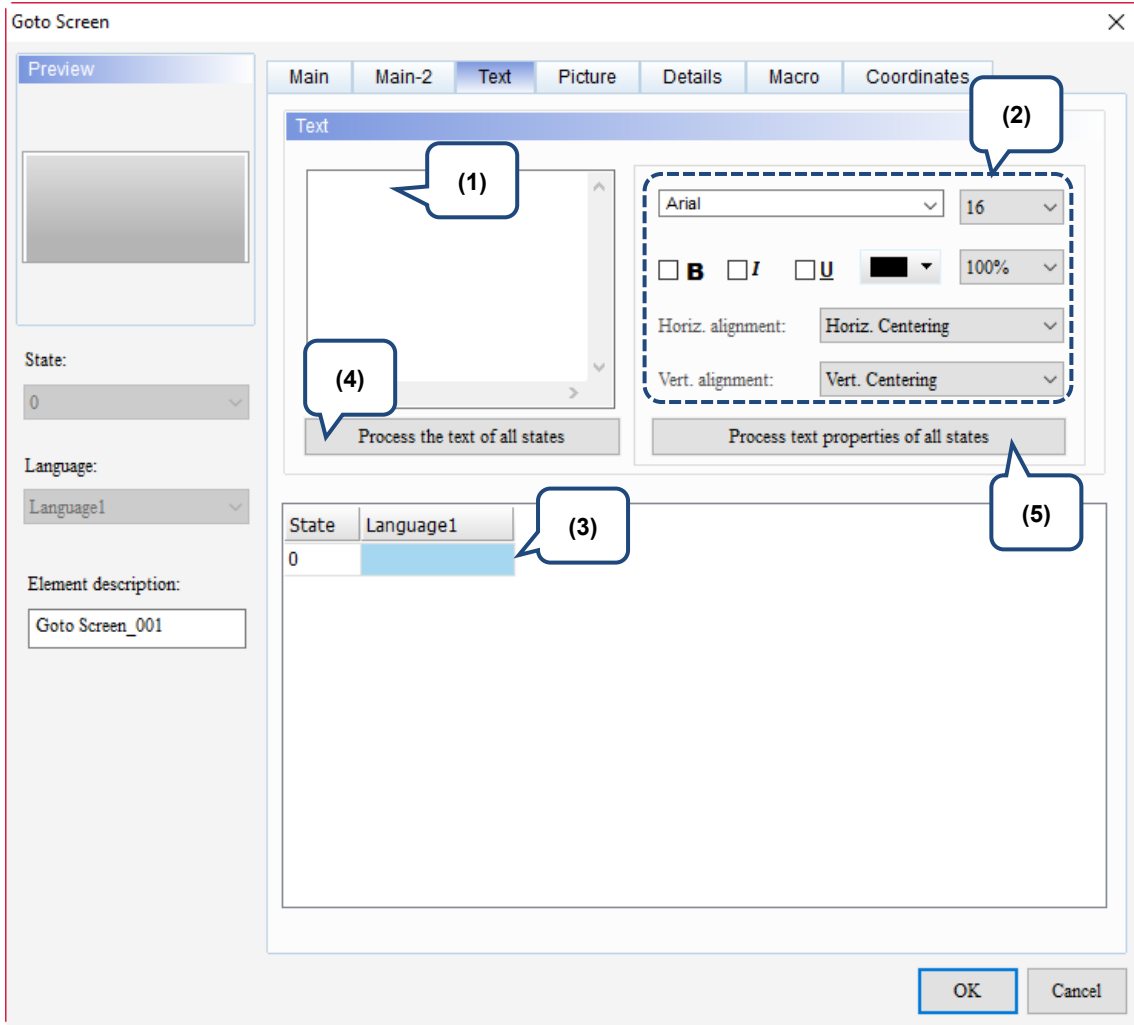 Goto Screen
Preview
Main Main-2 Text Picture Details Macro Coordinates
(2)
Text
(1)
Arial 16
B I U 100%
Horiz. alignment: Horiz. Centering
State:
(4)
Vert. alignment: Vert. Centering
0
Process the text of all states Process text properties of all states
Language:
Language1
(5)
State Language1
(3)
0
Element description:
Goto Screen_001
OK Cancel